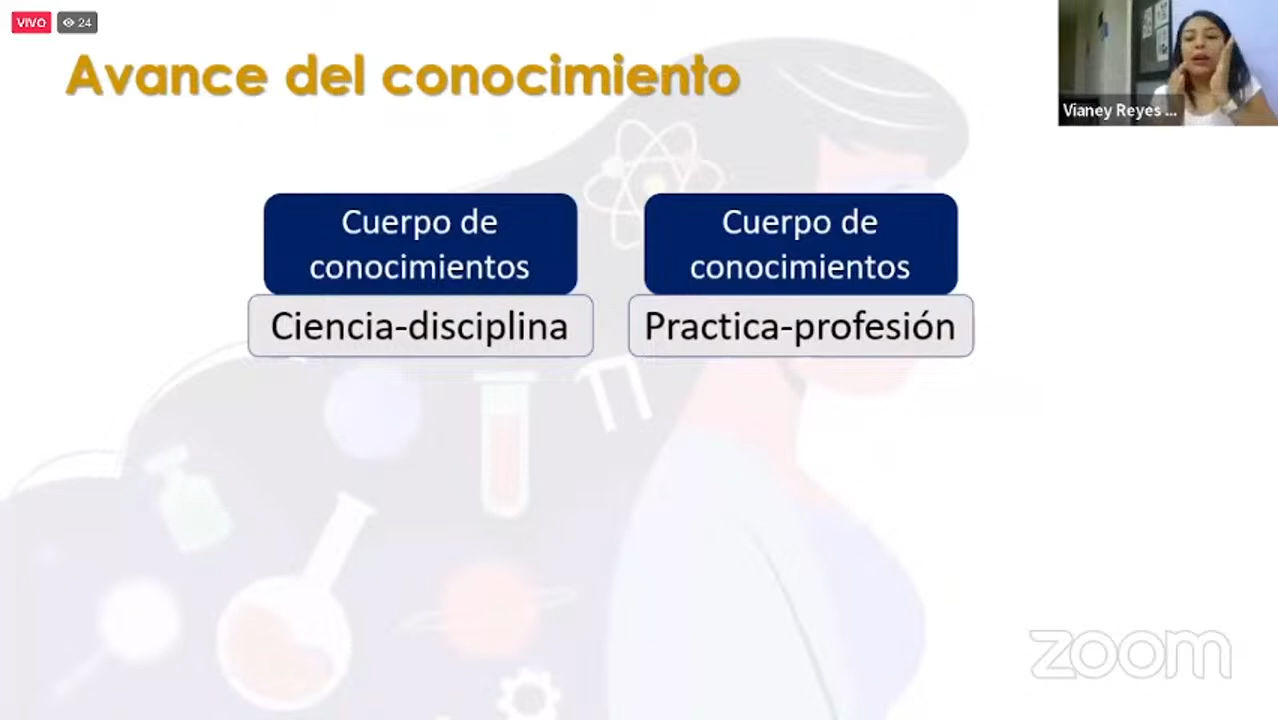 VIVO 24
Avance del conocimiento
Vianey Reyes ...
Cuerpo de
conocimientos
Ciencia-disciplina
Cuerpo de
conocimientos
Practica-profesión
zoom